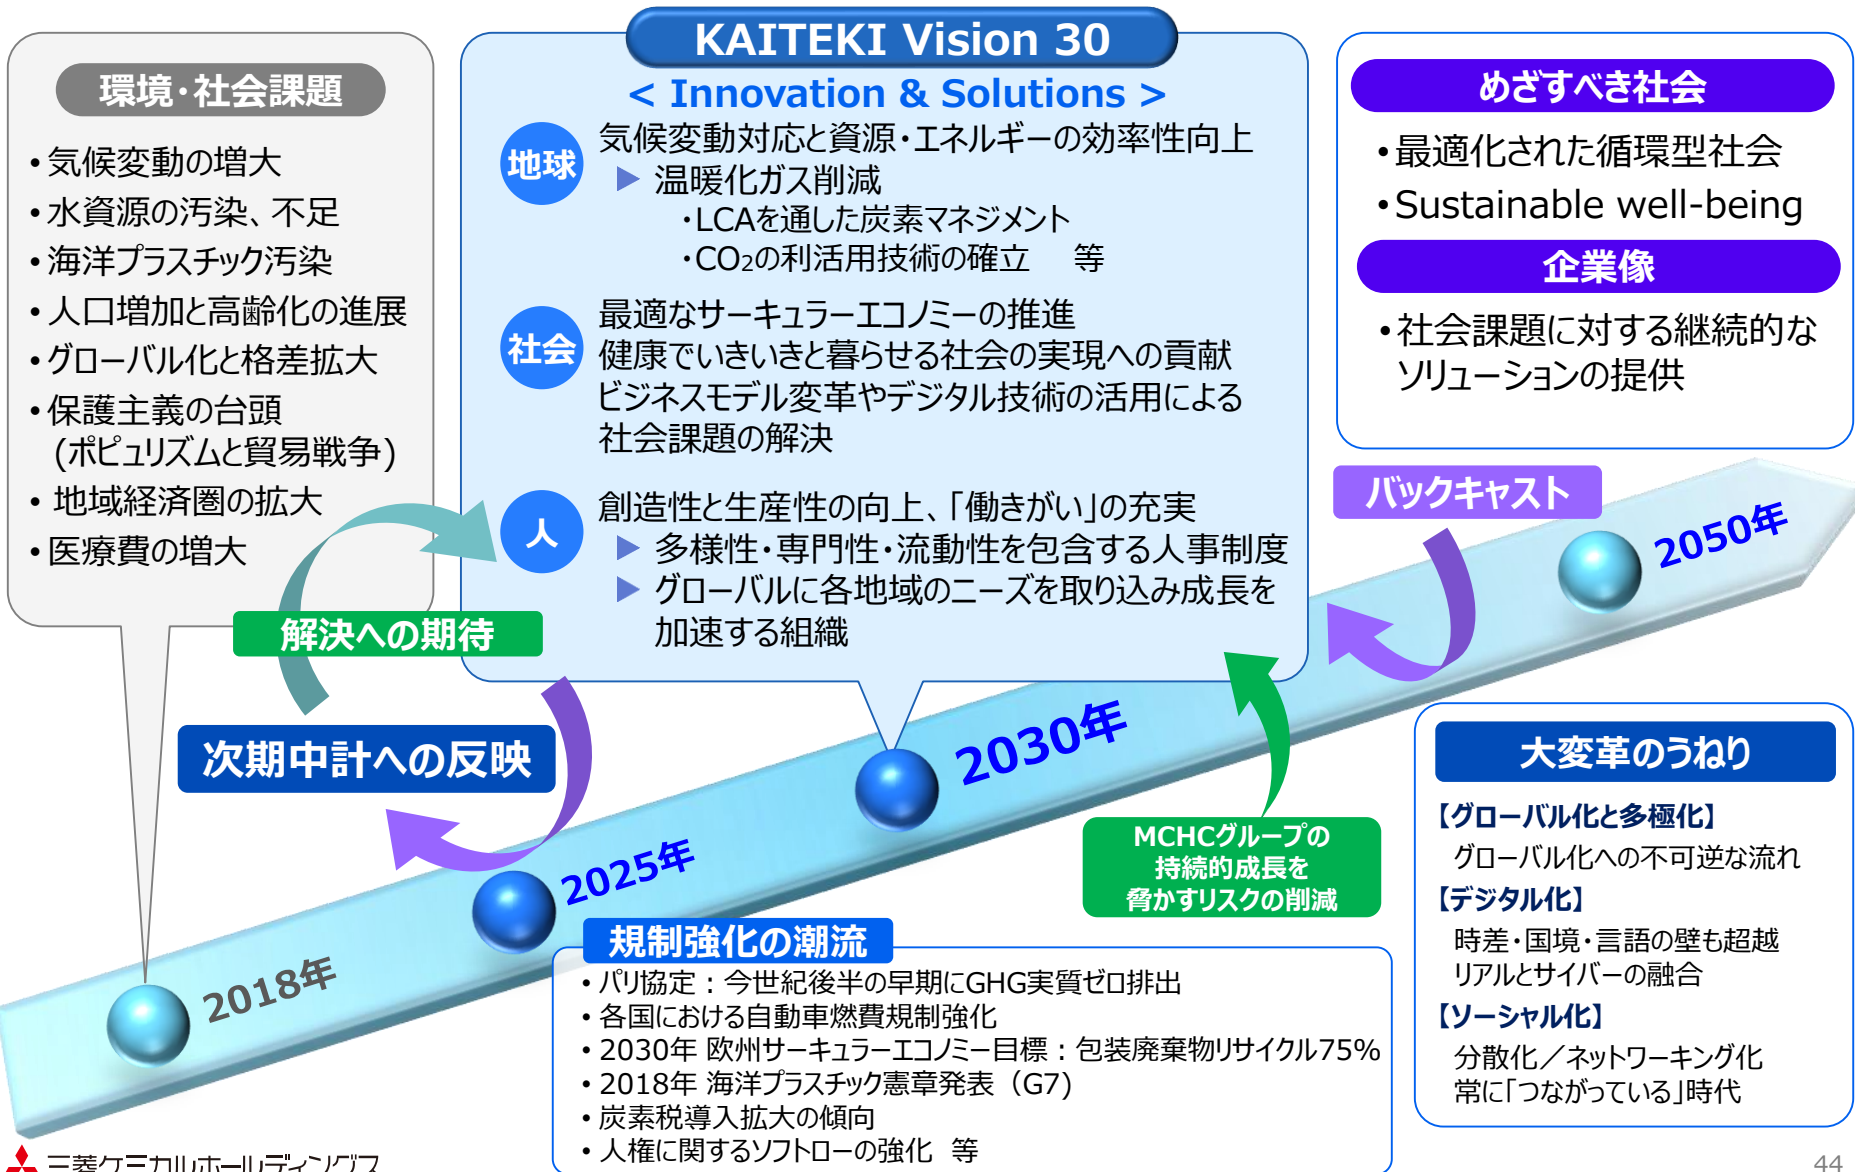 環境・社会課題
・気候変動の増大
・水資源の汚染、不足
・海洋プラスチック汚染
・人口増加と高齢化の進展
・グローバル化と格差拡大
・保護主義の台頭
(ポピュリズムと貿易戦争)
・地域経済圏の拡大
・医療費の増大
KAITEKI Vision 30
< Innovation & Solutions >
地球
気候変動対応と資源・エネルギーの効率性向上
▶ 温暖化ガス削減
・LCAを通した炭素マネジメント
・CO₂の利活用技術の確立 等
社会
最適なサーキュラーエコノミーの推進
健康でいきいきと暮らせる社会の実現への貢献
ビジネスモデル変革やデジタル技術の活用による
社会課題の解決
人
創造性と生産性の向上、「働きがい」の充実
▶ 多様性・専門性・流動性を包含する人事制度
▶ グローバルに各地域のニーズを取り込み成長を
加速する組織
めざすべき社会
・最適化された循環型社会
・Sustainable well-being
企業像
・社会課題に対する継続的な
ソリューションの提供
バックキャスト
解決への期待
次期中計への反映
2018年
2025年
2030年
2050年
MCHCグループの
持続的成長を
脅かすリスクの削減
規制強化の潮流
・パリ協定：今世紀後半の早期にGHG実質ゼロ排出
・各国における自動車燃費規制強化
・2030年 欧州サーキュラーエコノミー目標：包装廃棄物リサイクル75%
・2018年 海洋プラスチック憲章発表（G7)
・炭素税導入拡大の傾向
・人権に関するソフトローの強化 等
大変革のうねり
【グローバル化と多極化】
グローバル化への不可逆な流れ
【デジタル化】
時差・国境・言語の壁も超越
リアルとサイバーの融合
【ソーシャル化】
分散化／ネットワーキング化
常に「つながっている」時代
三菱ケミカルホールディングス
44